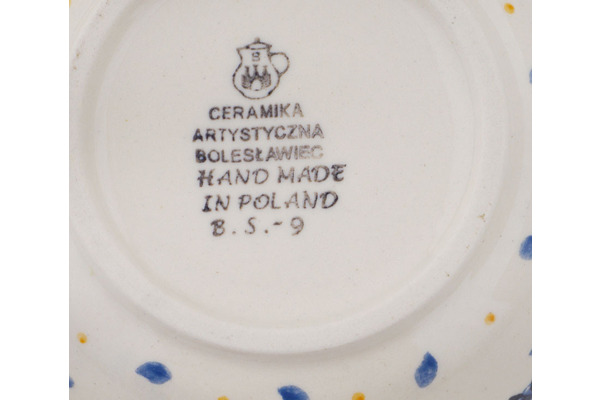 B
CERAMIKA
ARTYSTYCZNA
BOLESŁAWIEC
HAND MADE
IN POLAND
B. S. - 9